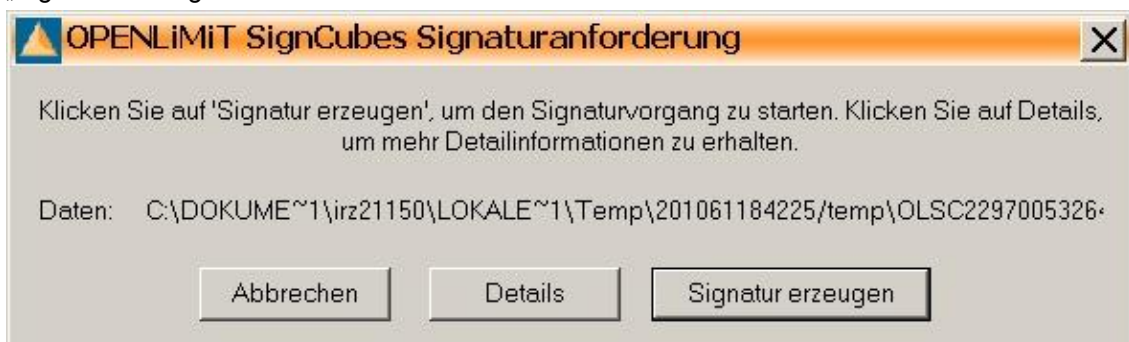 OPENLiMiT SignCubes Signaturanforderung
Klicken Sie auf 'Signatur erzeugen', um den Signaturvorgang zu starten. Klicken Sie auf Details,
um mehr Detailinformationen zu erhalten.
Daten: C:\DOKUME~1\irz21150\LOKALE~1\Temp\201061184225/temp\OLSC2297005326
Abbrechen Details Signatur erzeugen